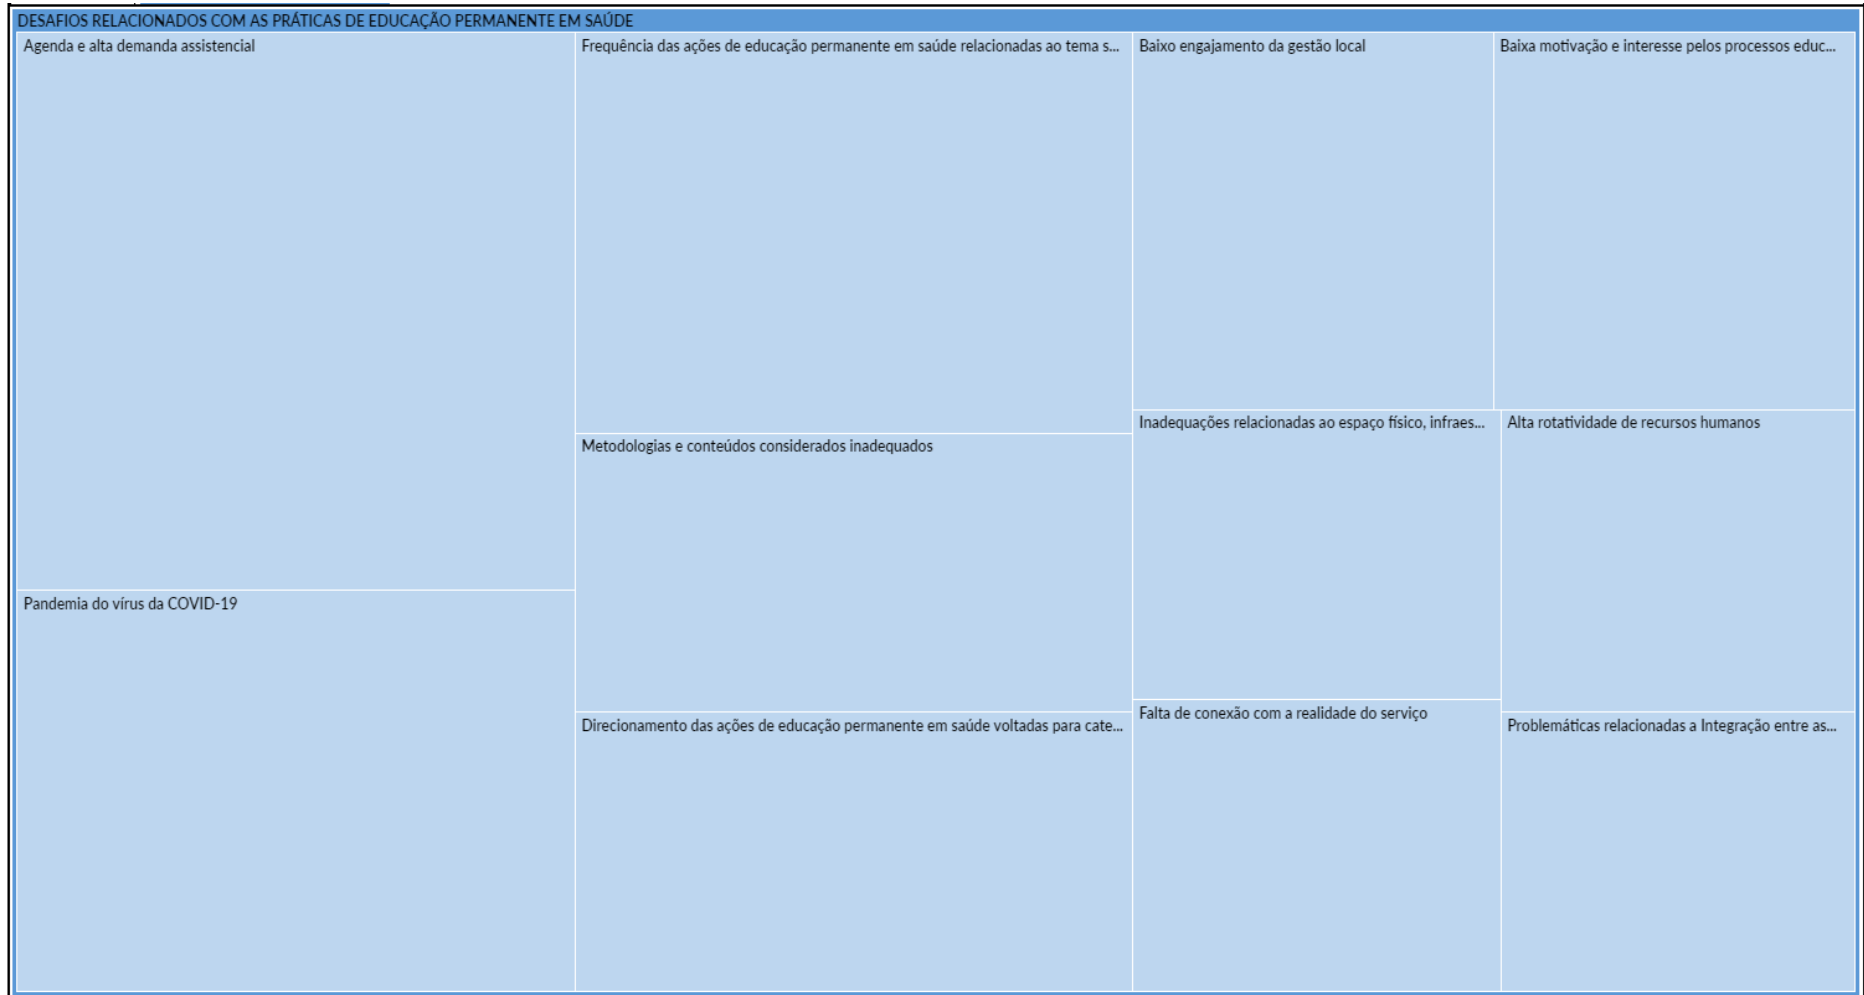 DESAFIOS RELACIONADOS COM AS PRÁTICAS DE EDUCAÇÃO PERMANENTE EM SAÚDE
Agenda e alta demanda assistencial
Pandemia do vírus da COVID-19
Frequência das ações de educação permanente em saúde relacionadas ao tema s...
Metodologias e conteúdos considerados inadequados
Direcionamento das ações de educação permanente em saúde voltadas para cate...
Baixo engajamento da gestão local
Baixa motivação e interesse pelos processos educ...
Inadequações relacionadas ao espaço físico, infraes...
Alta rotatividade de recursos humanos
Falta de conexão com a realidade do serviço
Problemáticas relacionadas a Integração entre as...